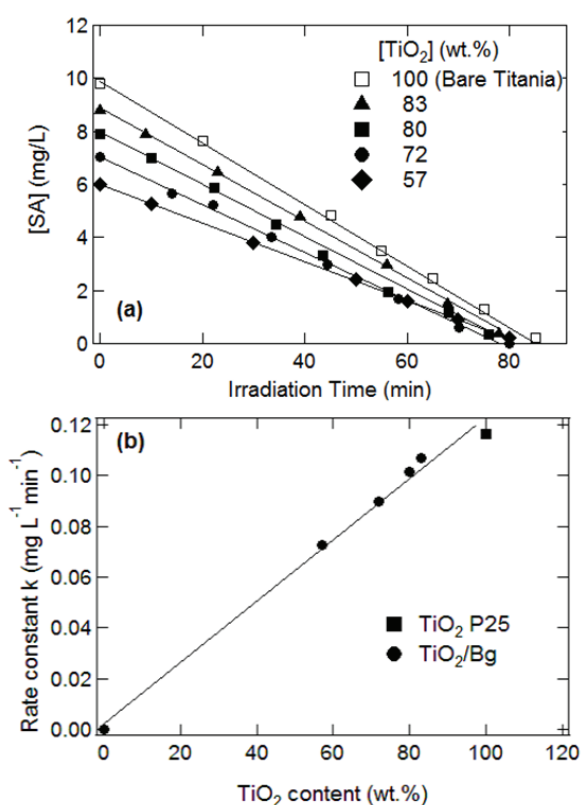 [TiO2] (wt.%)
100 (Bare Titania)
83
80
72
57
12
10
8
6
4
2
0
[SA] (mg/L)
(a)
0 20 40 60 80
Irradiation Time (min)
(b)
0.12
0.10
0.08
0.06
0.04
0.02
0.00
Rate constant k (mg L-1 min-1)
TiO2 P25
TiO2/Bg
0 20 40 60 80 100 120
TiO2 content (wt.%)